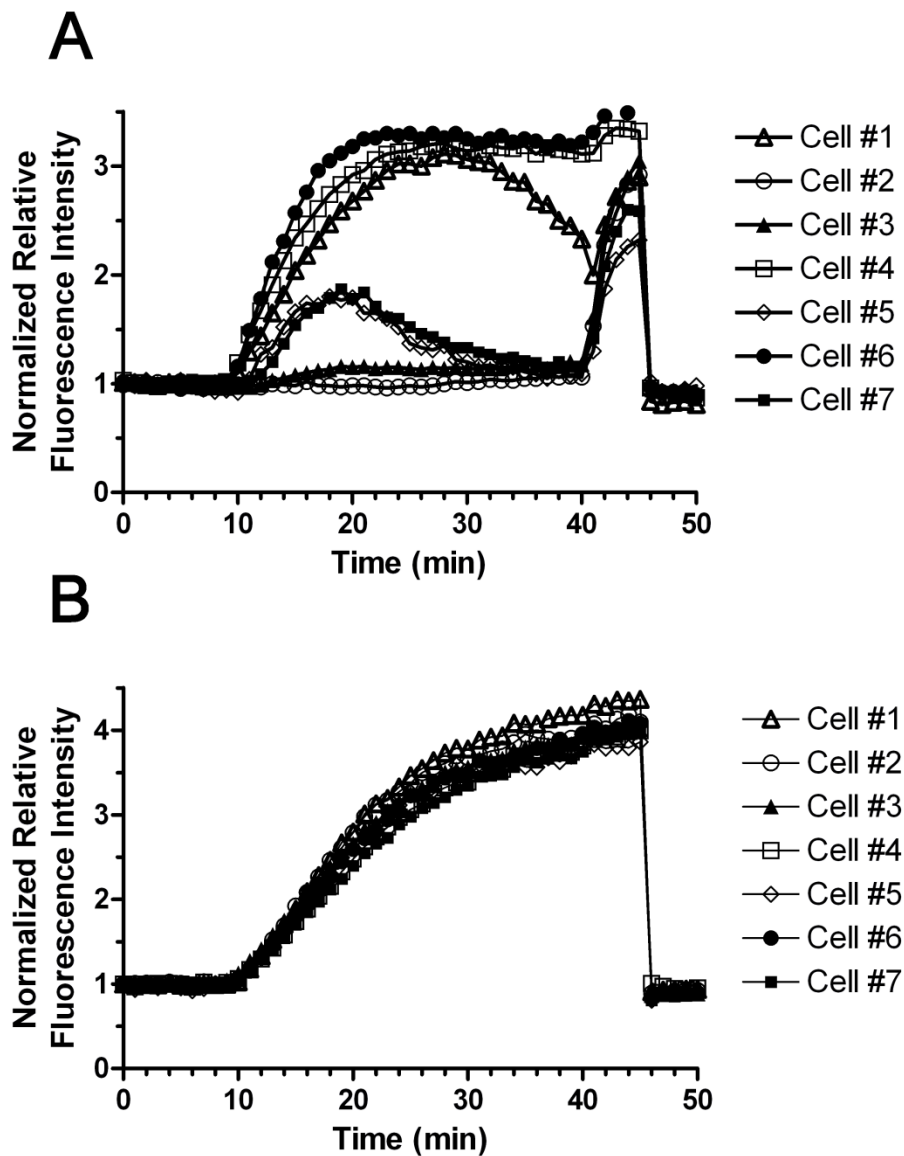 A
Normalized Relative
Fluorescence Intensity
3
2
1
0
0
10
20
30
40
50
Time (min)
Cell #1
Cell #2
Cell #3
Cell #4
Cell #5
Cell #6
Cell #7
B
Normalized Relative
Fluorescence Intensity
4
3
2
1
0
0
10
20
30
40
50
Time (min)
Cell #1
Cell #2
Cell #3
Cell #4
Cell #5
Cell #6
Cell #7